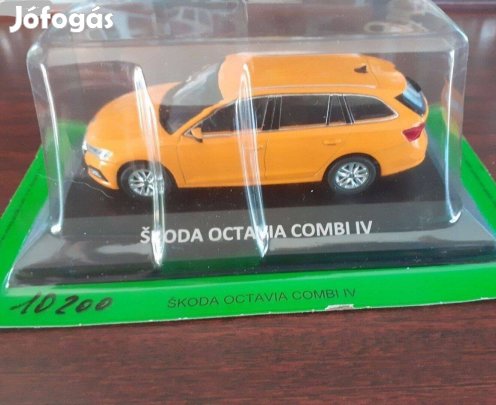 Jófogás
ŠKODA OCTAVIA COMBI IV
ŠKODA OCTAVIA COMBI IV
10200